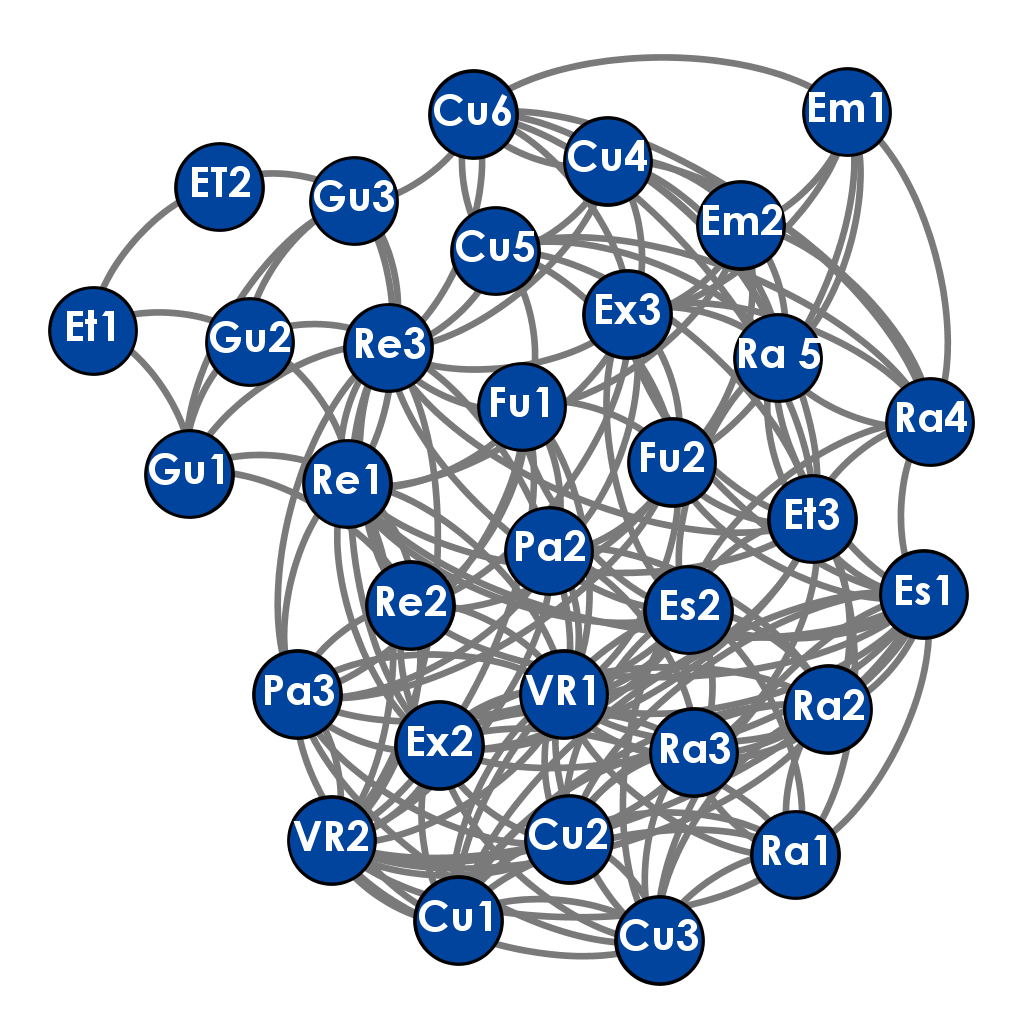 Cu6
Em1
Cu4
ET2
Gu3
Em2
Cu5
Ex3
Et1
Gu2
Re3
Ra 5
Fu1
Ra4
Fu2
Gu1
Re1
Et3
Pa2
Es1
Re2
Es2
Pa3
VR1
Ra2
Ex2
Ra3
VR2
Cu2
Ra1
Cu1
Cu3